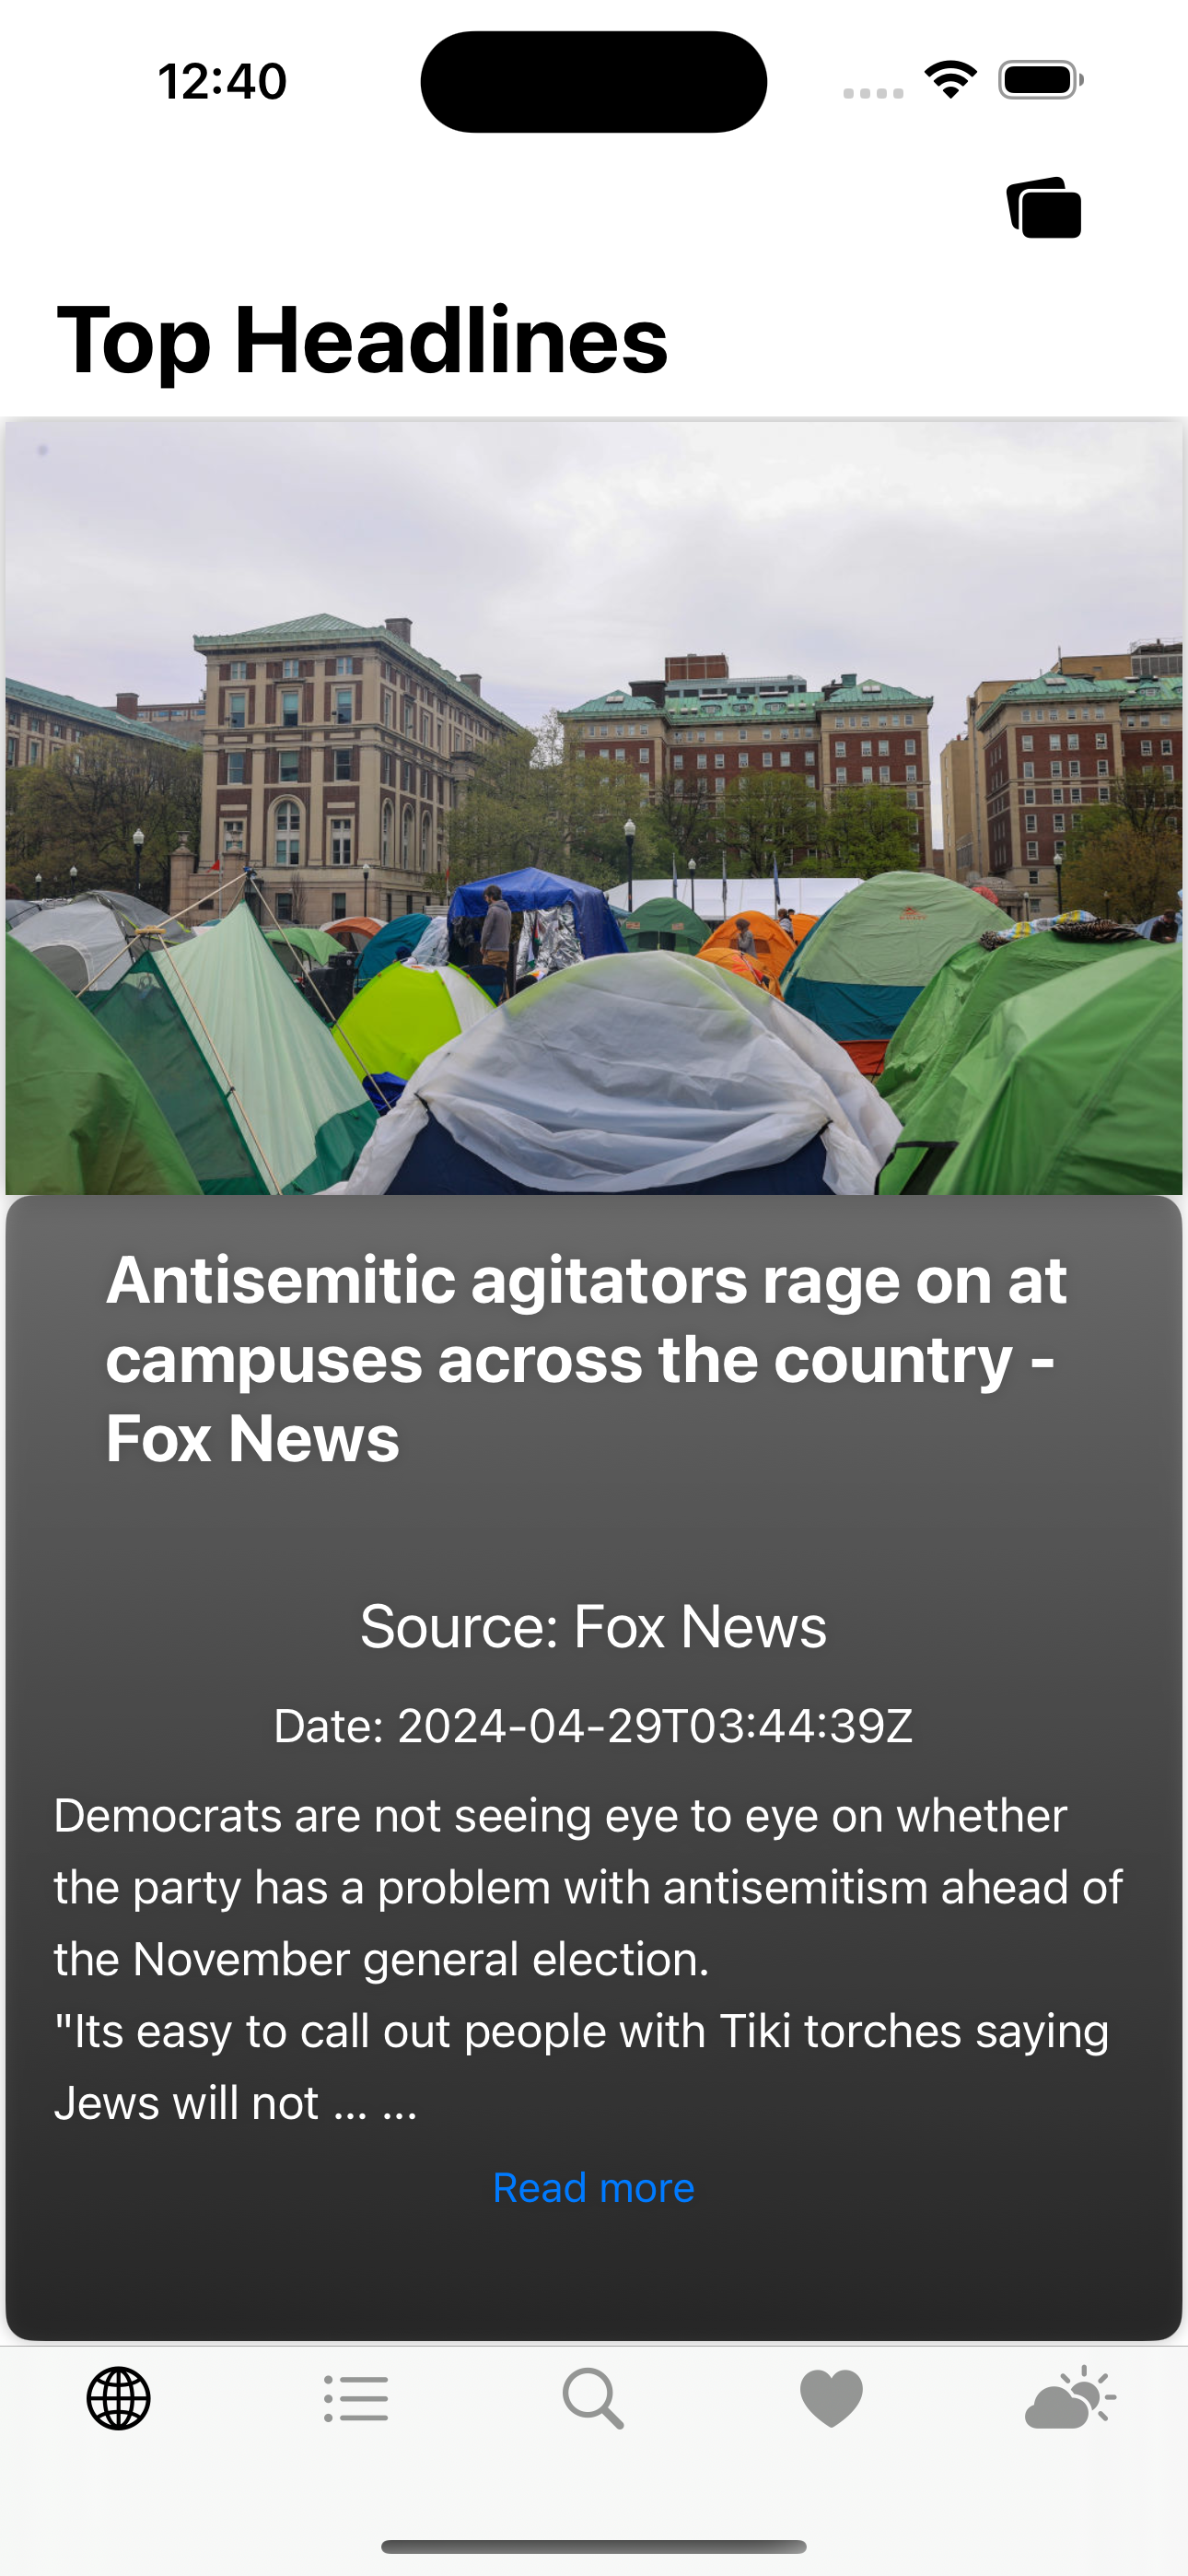 12:40
Top Headlines
Antisemitic agitators rage on at
campuses across the country -
Fox News
Source: Fox News
Date: 2024-04-29T03:44:39Z
Democrats are not seeing eye to eye on whether
the party has a problem with antisemitism ahead of
the November general election.
"Its easy to call out people with Tiki torches saying
Jews will not ... ...
Read more